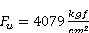 F_u = 4079 kgf/cm²